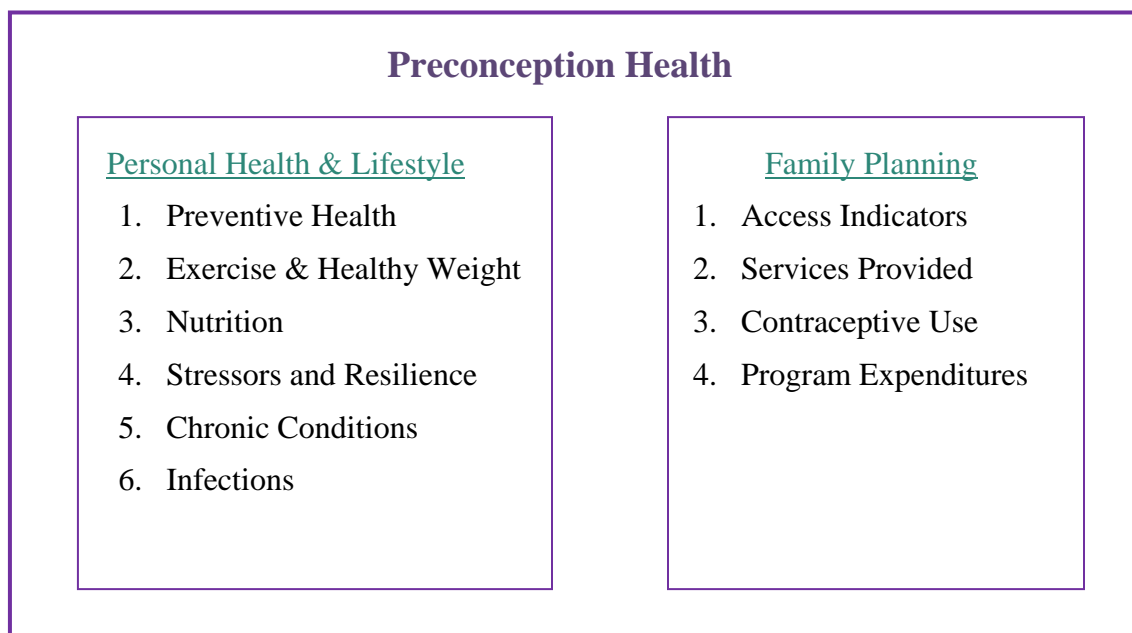 Preconception Health
Personal Health & Lifestyle
1. Preventive Health
2. Exercise & Healthy Weight
3. Nutrition
4. Stressors and Resilience
5. Chronic Conditions
6. Infections
Family Planning
1. Access Indicators
2. Services Provided
3. Contraceptive Use
4. Program Expenditures